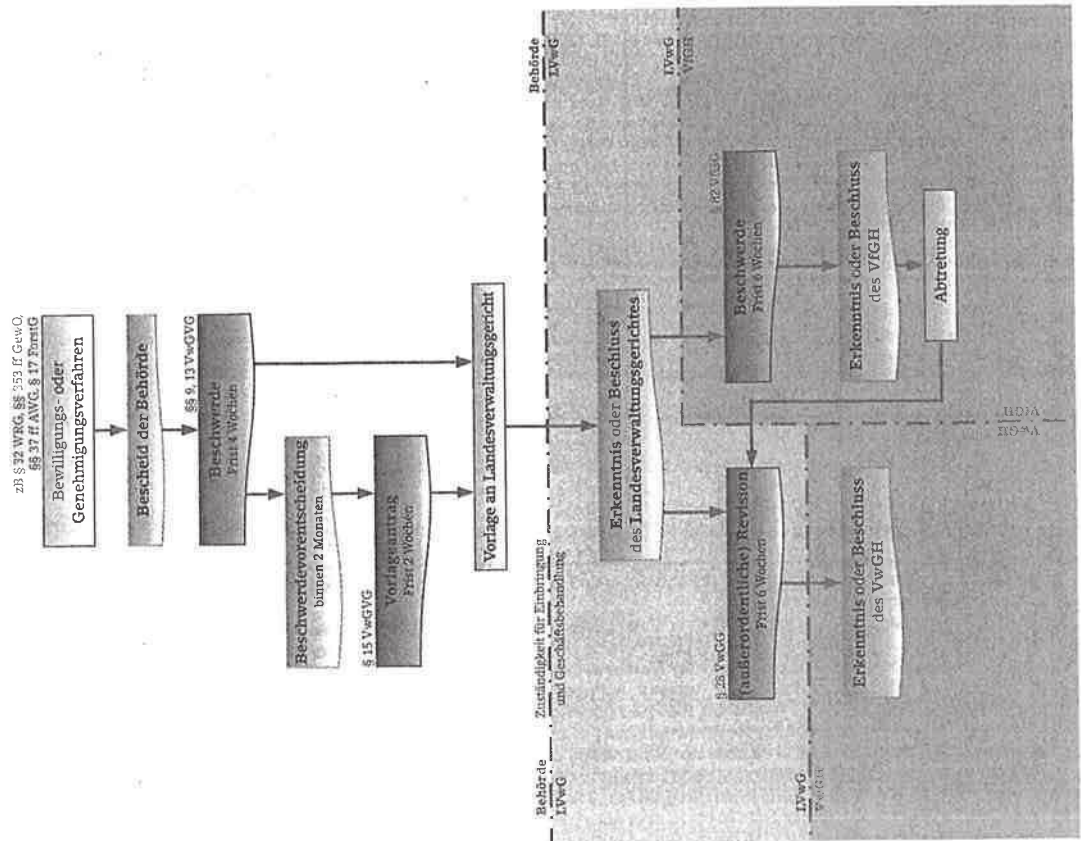 zB § 32 WRG, §§ 353 ff GewO,
§§ 37 ff AWG, § 17 ForstG
Bewilligungs- oder
Genehmigungsverfahren
Bescheid der Behörde
§§ 9, 13 VwGVG
Beschwerde
Frist 4 Wochen
Beschwerdevorentscheidung
binnen 2 Monaten
§ 15 VwGVG
Vorlageantrag
Frist 2 Wochen
Vorlage an Landesverwaltungsgericht
Behörde
LVwG
Zuständigkeit für Einbringung
und Geschäftsbehandlung
Behörde
LVwG
Erkenntnis oder Beschluss
des Landesverwaltungsgerichtes
LVwG
VfGH
§ 28 VwGG
(außerordentliche) Revision
Frist 6 Wochen
§ 82 VfGG
Beschwerde
Frist 6 Wochen
LVwG
VwGH
Erkenntnis oder Beschluss
des VwGH
Erkenntnis oder Beschluss
des VfGH
Abtretung
VfGH
VwGH